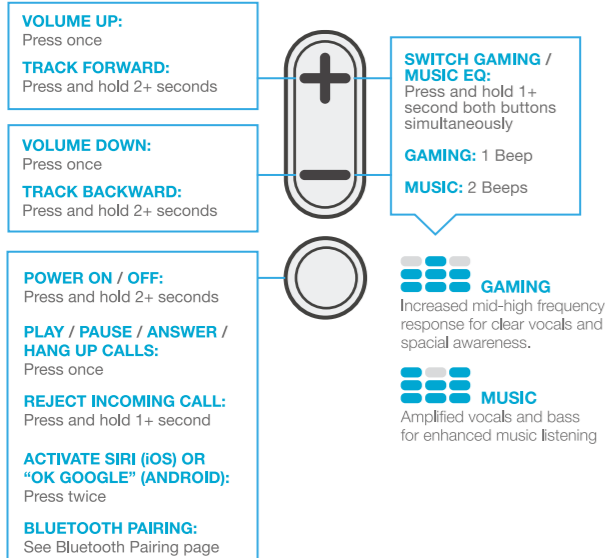 VOLUME UP:
Press once
TRACK FORWARD:
Press and hold 2+ seconds
VOLUME DOWN:
Press once
TRACK BACKWARD:
Press and hold 2+ seconds
POWER ON / OFF:
Press and hold 2+ seconds
PLAY / PAUSE / ANSWER /
HANG UP CALLS:
Press once
REJECT INCOMING CALL:
Press and hold 1+ second
ACTIVATE SIRI (iOS) OR
“OK GOOGLE” (ANDROID):
Press twice
BLUETOOTH PAIRING:
See Bluetooth Pairing page
SWITCH GAMING /
MUSIC EQ:
Press and hold 1+
second both buttons
simultaneously
GAMING: 1 Beep
MUSIC: 2 Beeps
GAMING
Increased mid-high frequency
response for clear vocals and
spacial awareness.
MUSIC
Amplified vocals and bass
for enhanced music listening